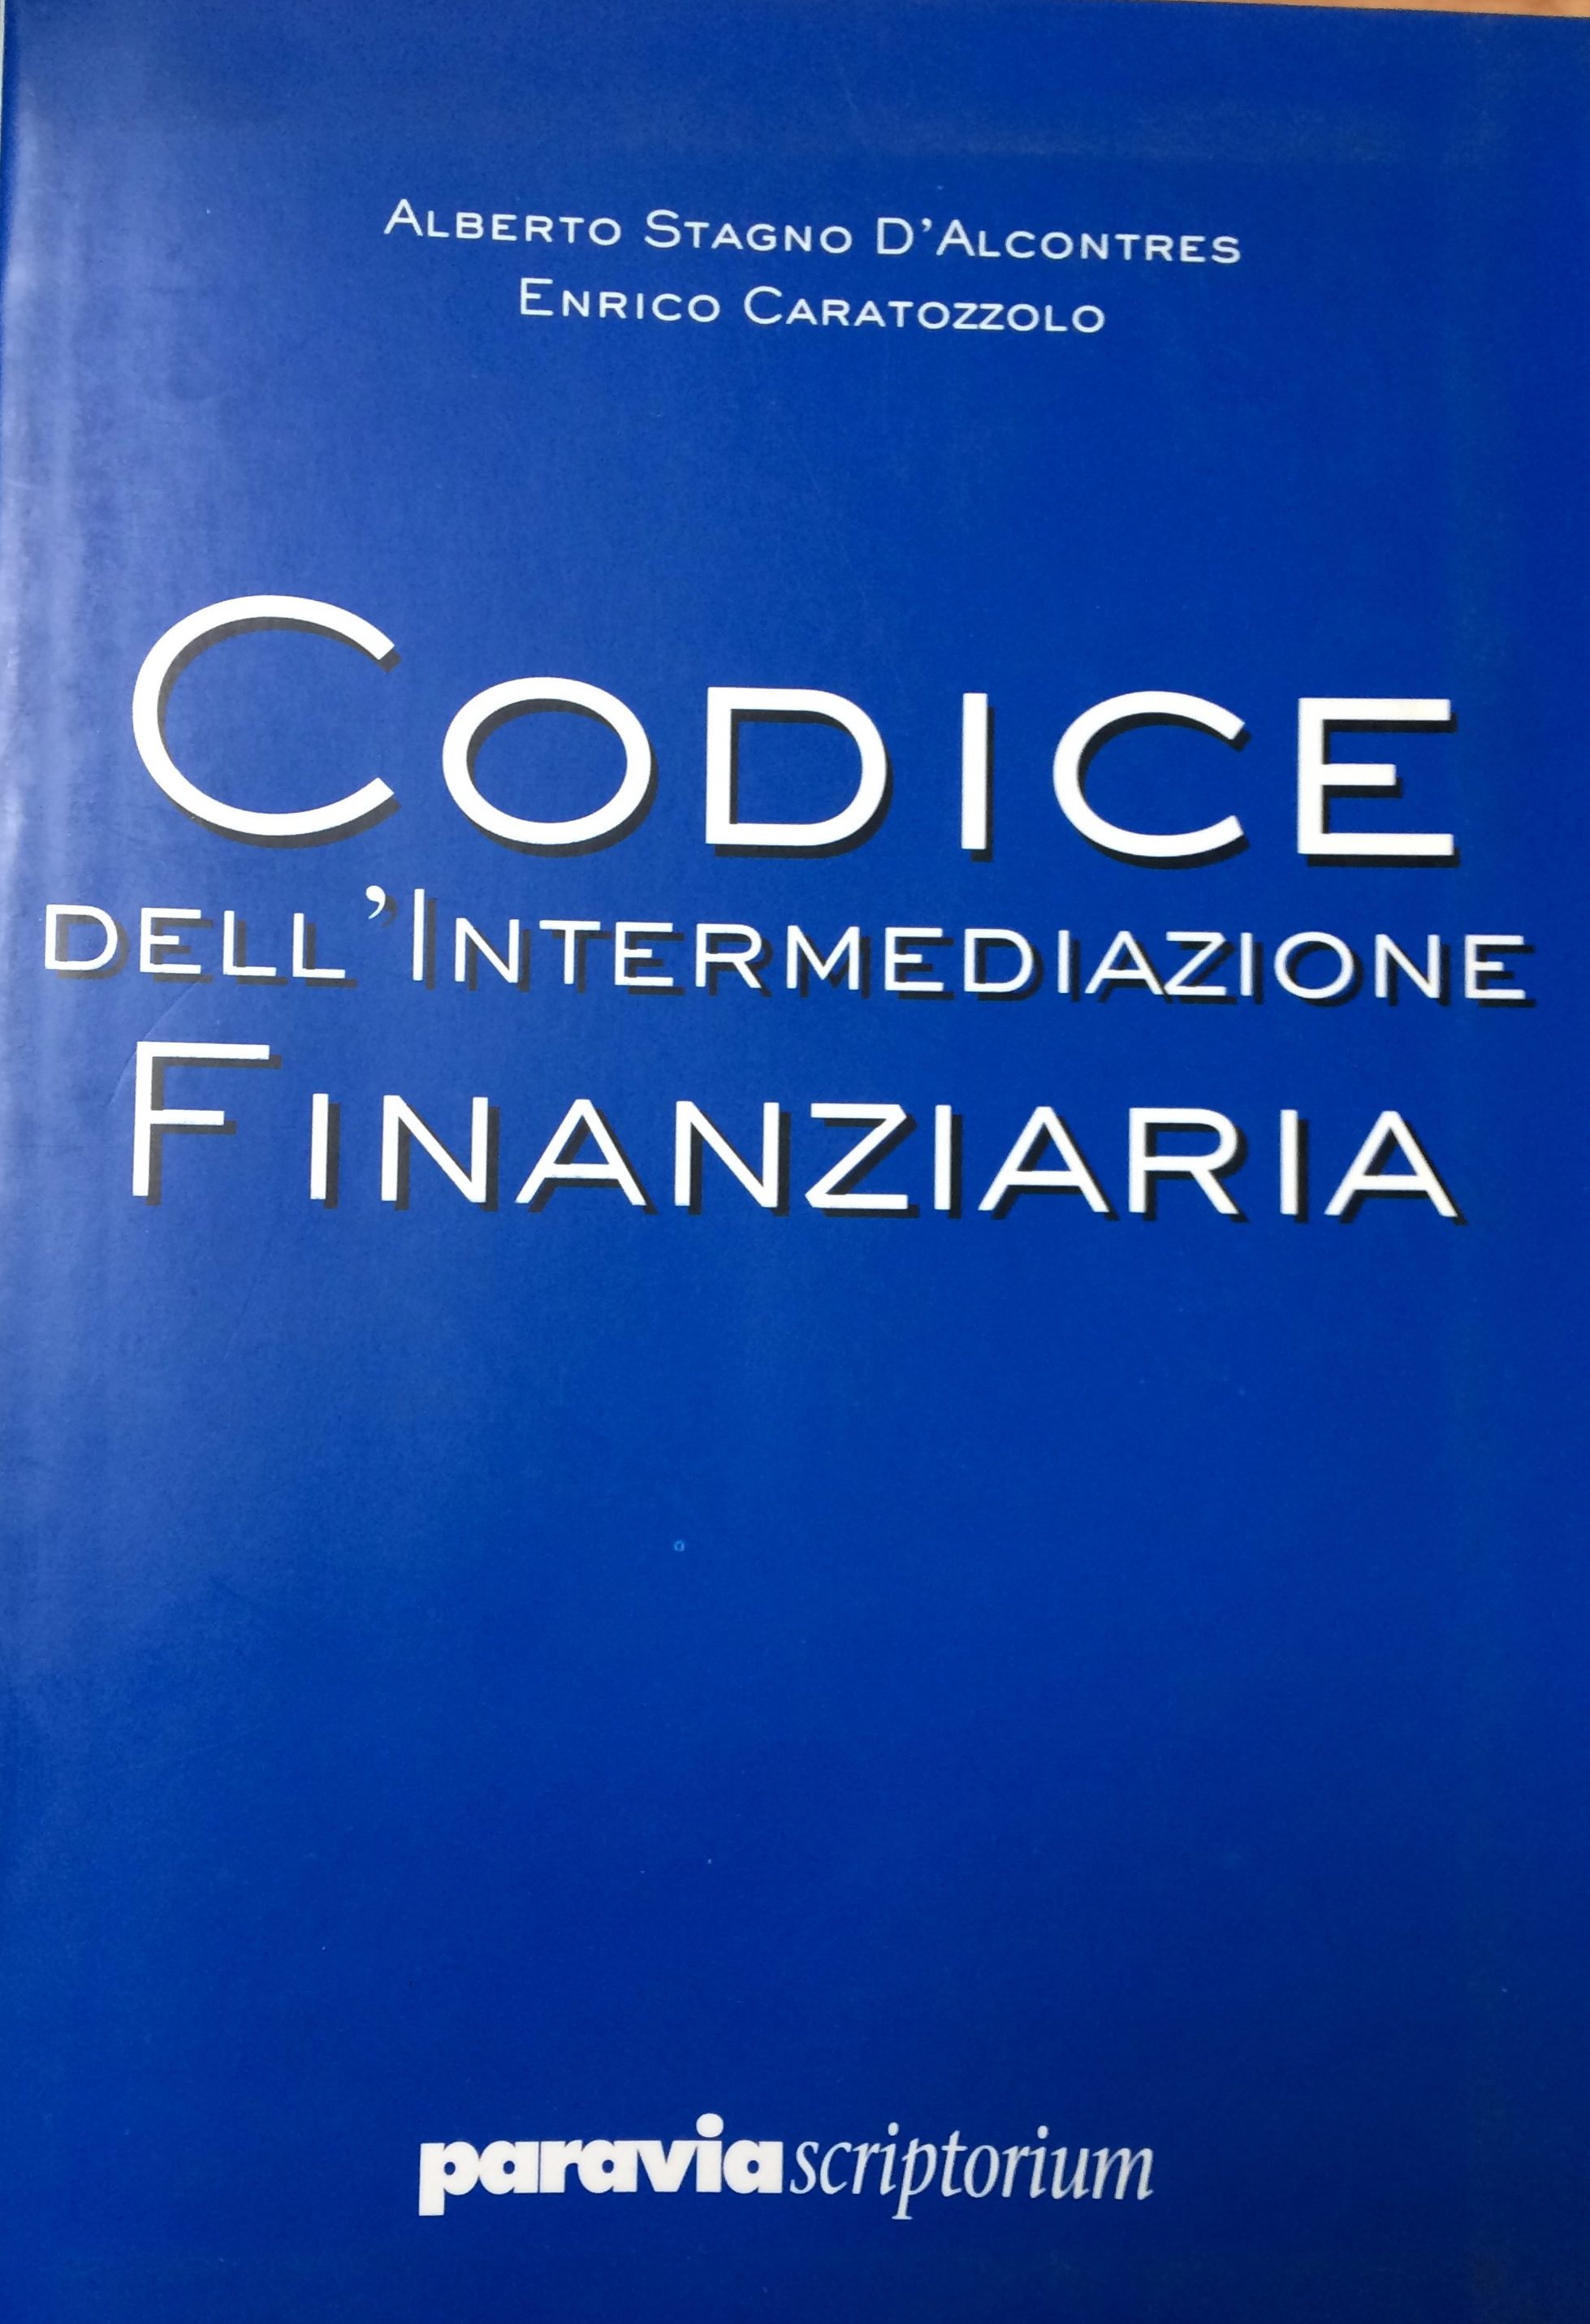 Alberto Stagno D'Alcontres
Enrico Caratozzolo
Codice
dell'Intermediazione
Finanziaria
paraviascriptorium